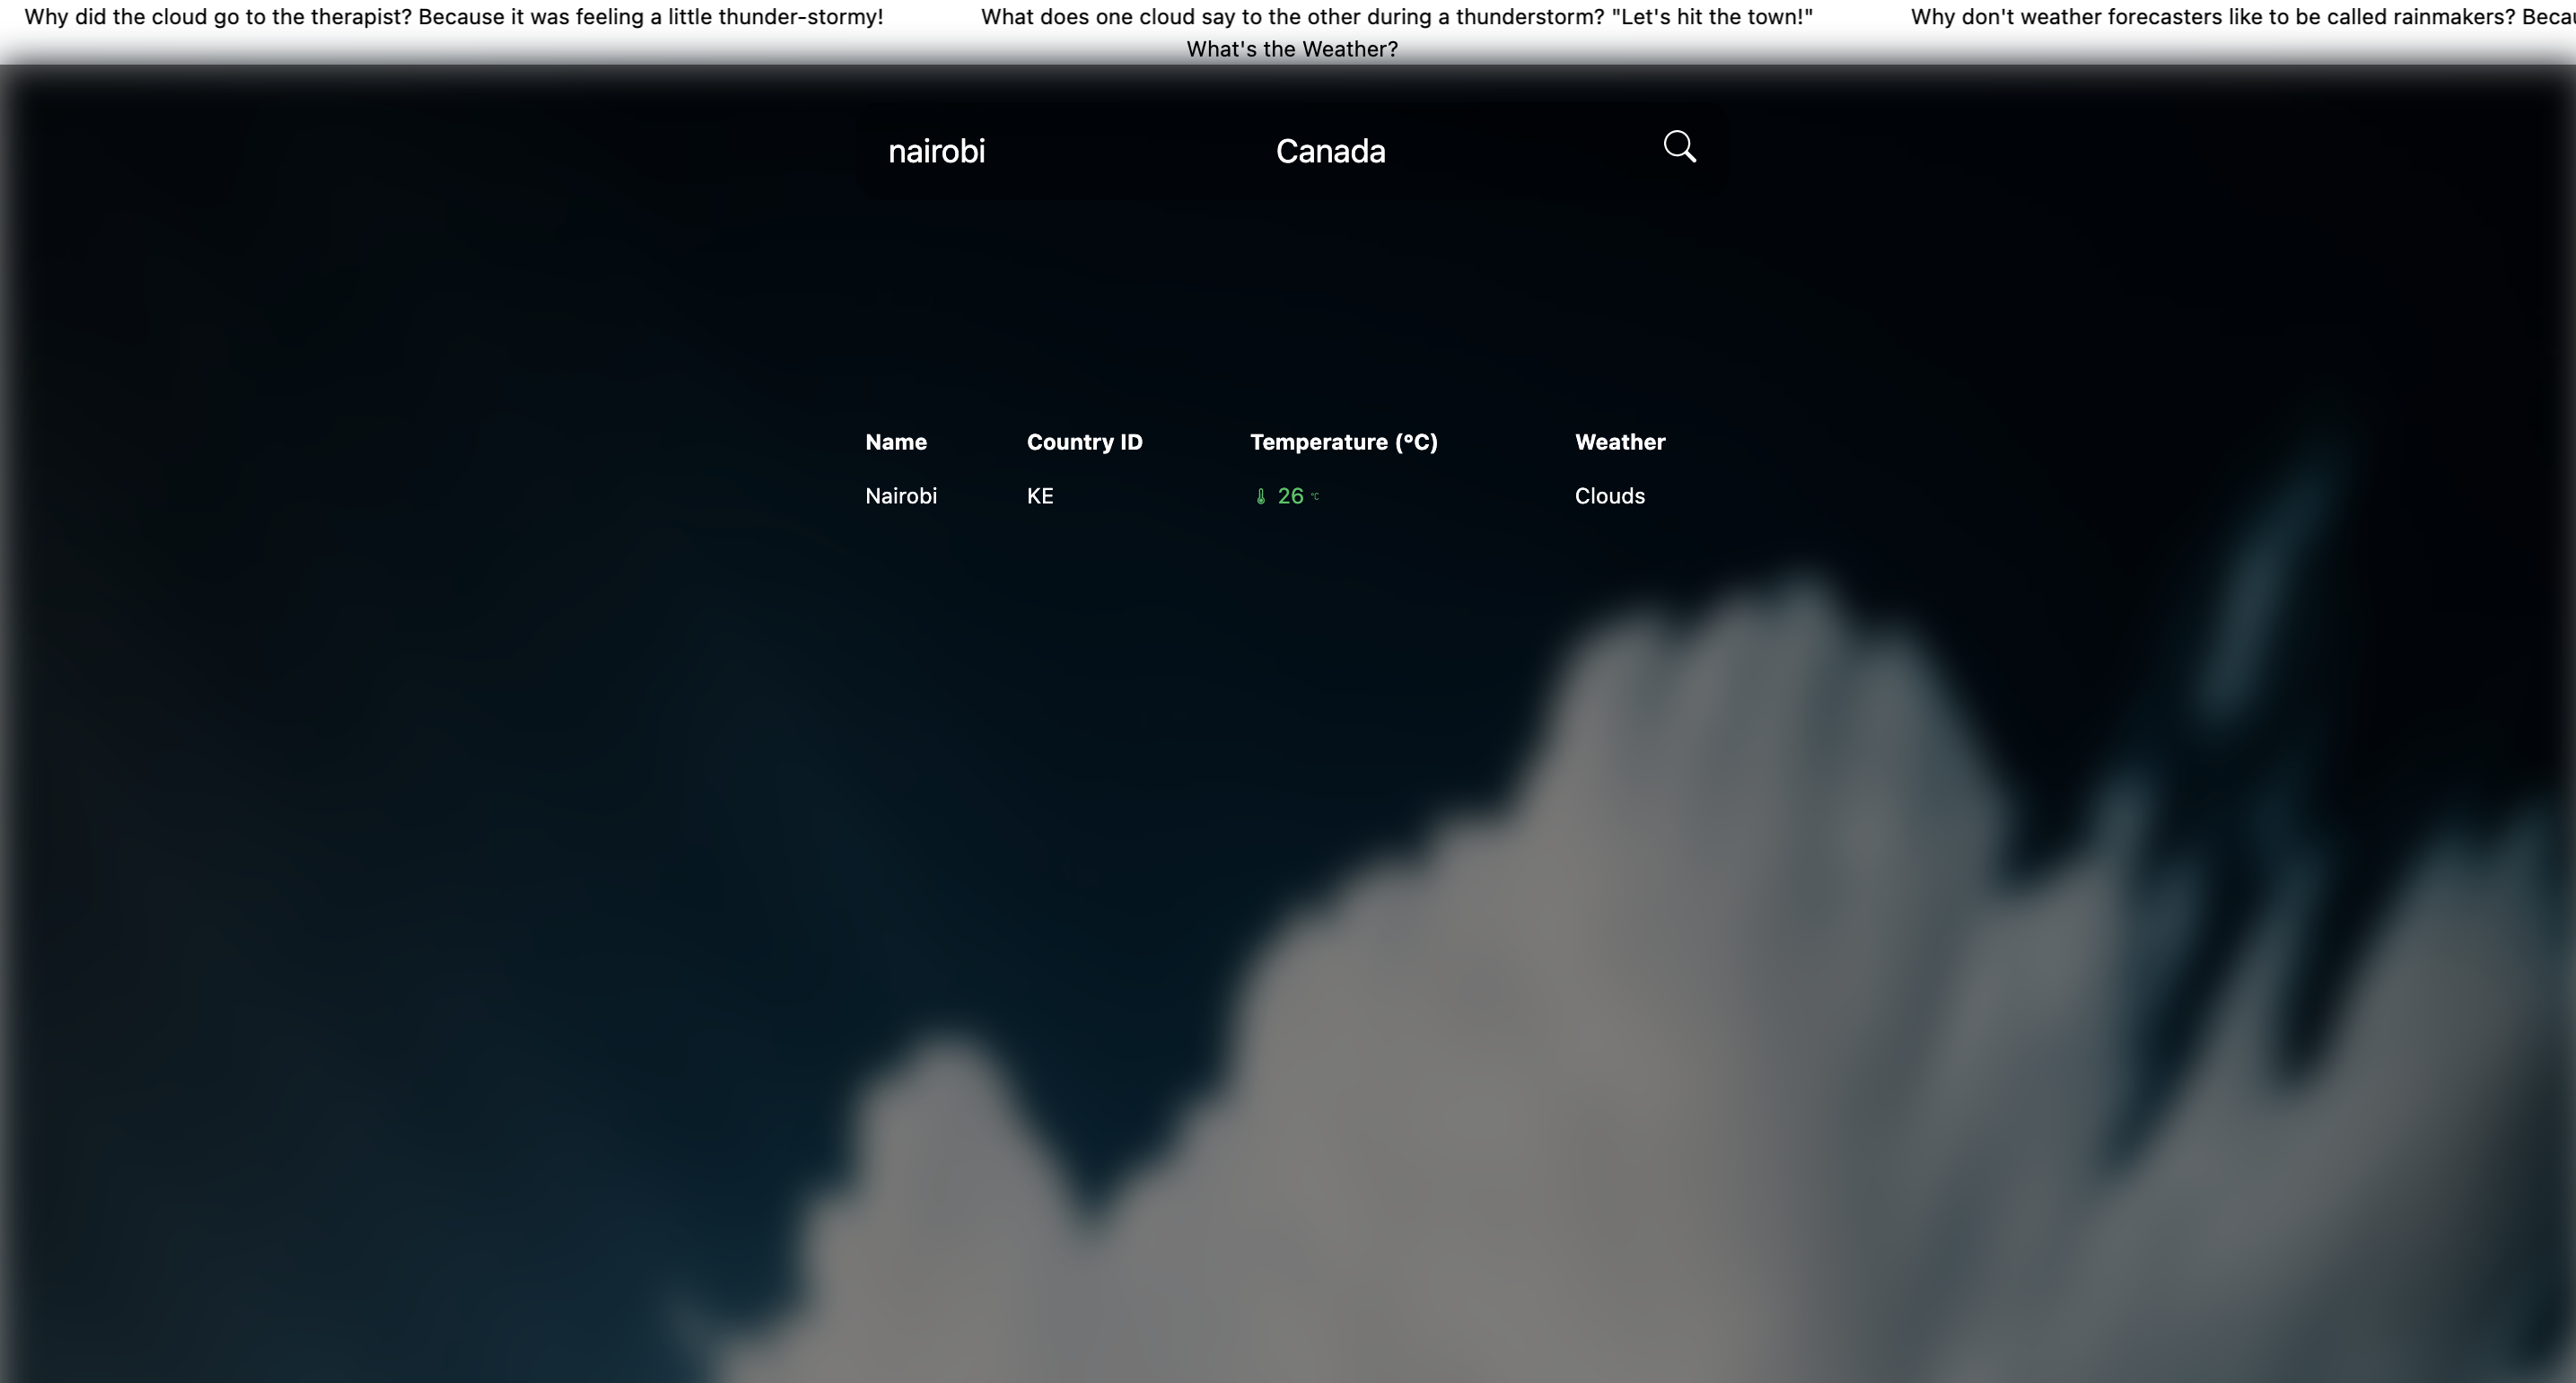 Why did the cloud go to the therapist? Because it was feeling a little thunder-stormy! What does one cloud say to the other during a thunderstorm? "Let's hit the town!" Why don't weather forecasters like to be called rainmakers?
What's the Weather?
nairobi Canada
Name Country ID Temperature (°C) Weather
Nairobi KE 26 °C Clouds